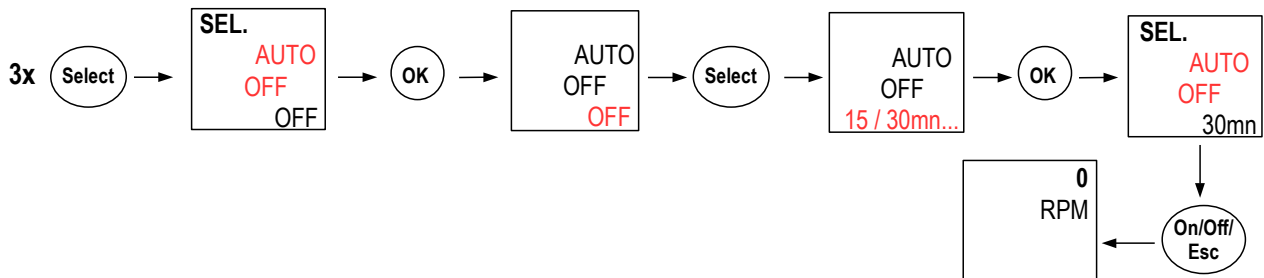 3x
Select
SEL.
AUTO
OFF
OFF
OK
AUTO
OFF
OFF
Select
AUTO
OFF
15 / 30mn...
OK
SEL.
AUTO
OFF
30mn
On/Off/
Esc
0
RPM